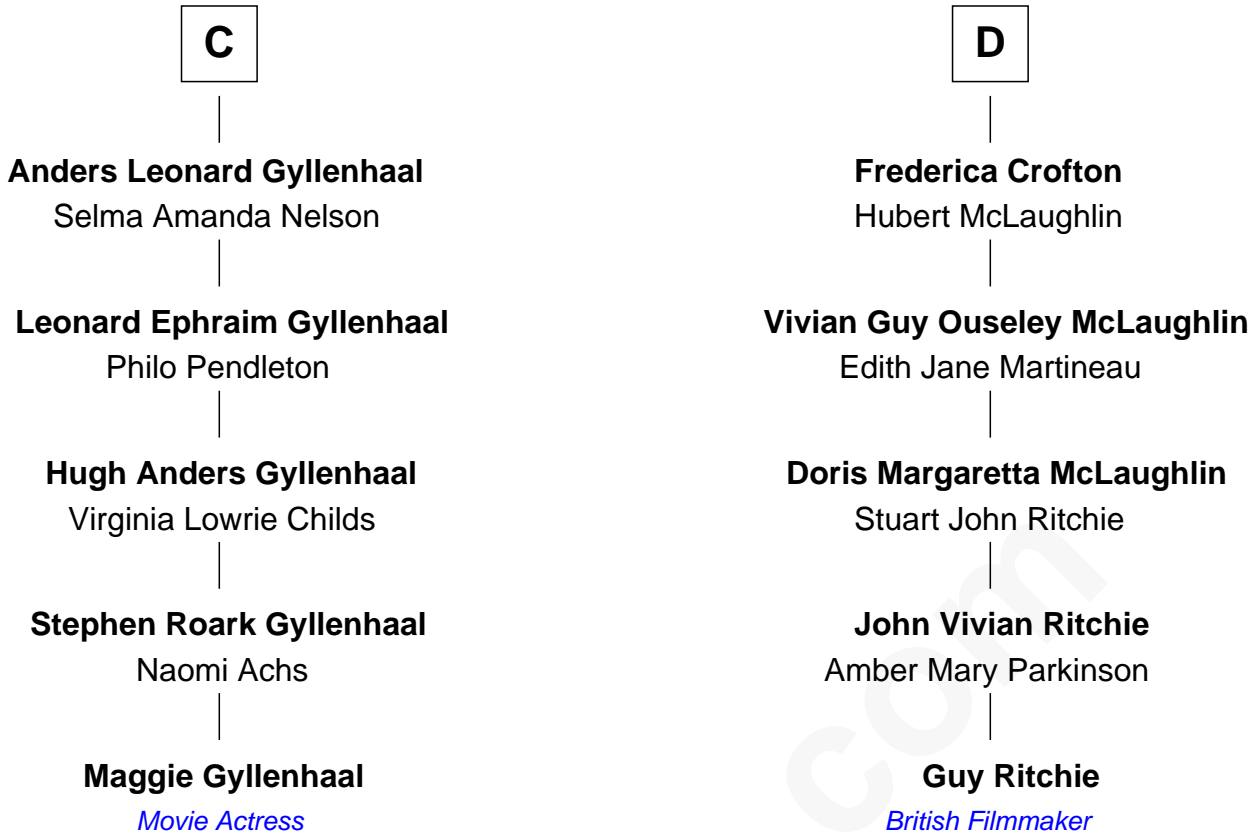 C
Anders Leonard Gyllenhaal
Selma Amanda Nelson
Leonard Ephraim Gyllenhaal
Philo Pendleton
Hugh Anders Gyllenhaal
Virginia Lowrie Childs
Stephen Roark Gyllenhaal
Naomi Achs
Maggie Gyllenhaal
Movie Actress
D
Frederica Crofton
Hubert McLaughlin
Vivian Guy Ouseley McLaughlin
Edith Jane Martineau
Doris Margaretta McLaughlin
Stuart John Ritchie
John Vivian Ritchie
Amber Mary Parkinson
Guy Ritchie
British Filmmaker
com